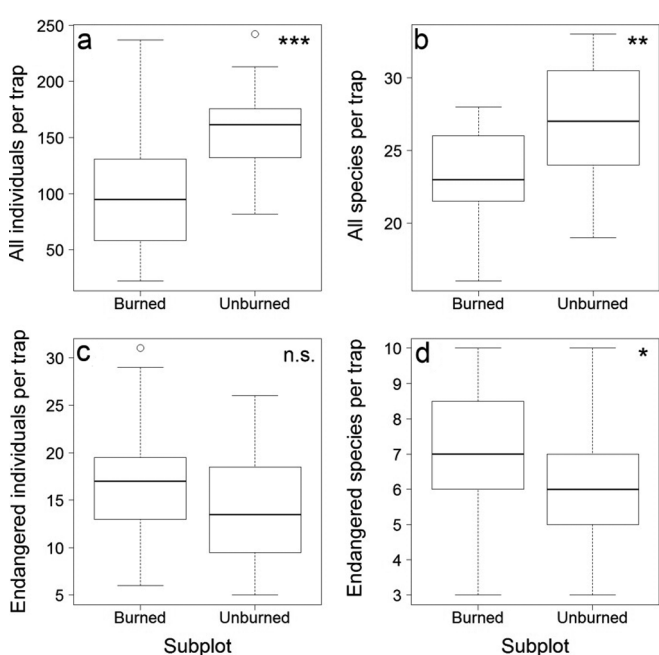 a
***
All individuals per trap
250
200
150
100
50
Burned
Unburned
b
**
All species per trap
30
25
20
Burned
Unburned
c
n.s.
Endangered individuals per trap
30
25
20
15
10
5
Burned
Unburned
Subplot
d
*
Endangered species per trap
10
9
8
7
6
5
4
3
Burned
Unburned
Subplot